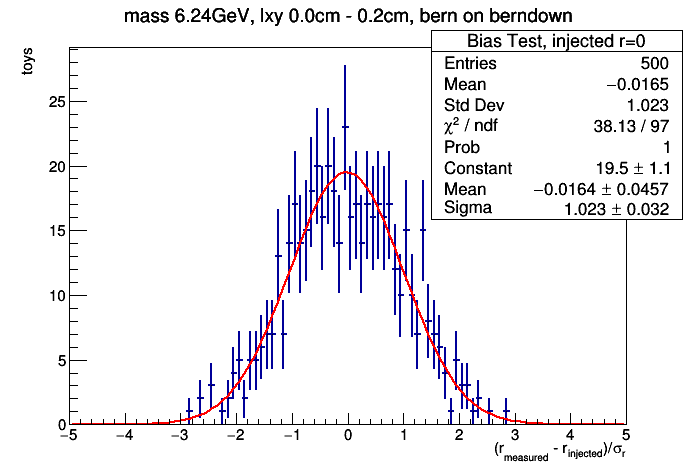 mass 6.24GeV, lxy 0.0cm - 0.2cm, bern on berndown
Bias Test, injected r=0
Entries 500
Mean −0.0165
Std Dev 1.023
χ² / ndf 38.13 / 97
Prob 1
Constant 19.5 ± 1.1
Mean −0.0164 ± 0.0457
Sigma 1.023 ± 0.032
toys
25
20
15
10
5
0
−5 −4 −3 −2 −1 0 1 2 3 4 5
(r_measured - r_injected)/σ_r